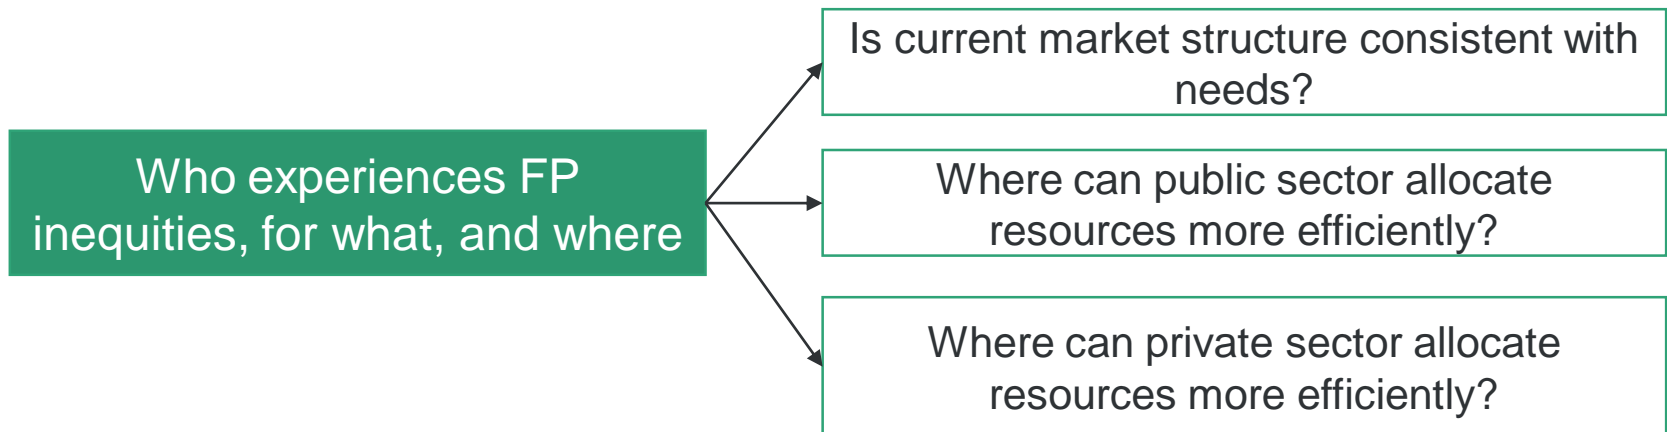 Who experiences FP
inequities, for what, and where
Is current market structure consistent with
needs?
Where can public sector allocate
resources more efficiently?
Where can private sector allocate
resources more efficiently?